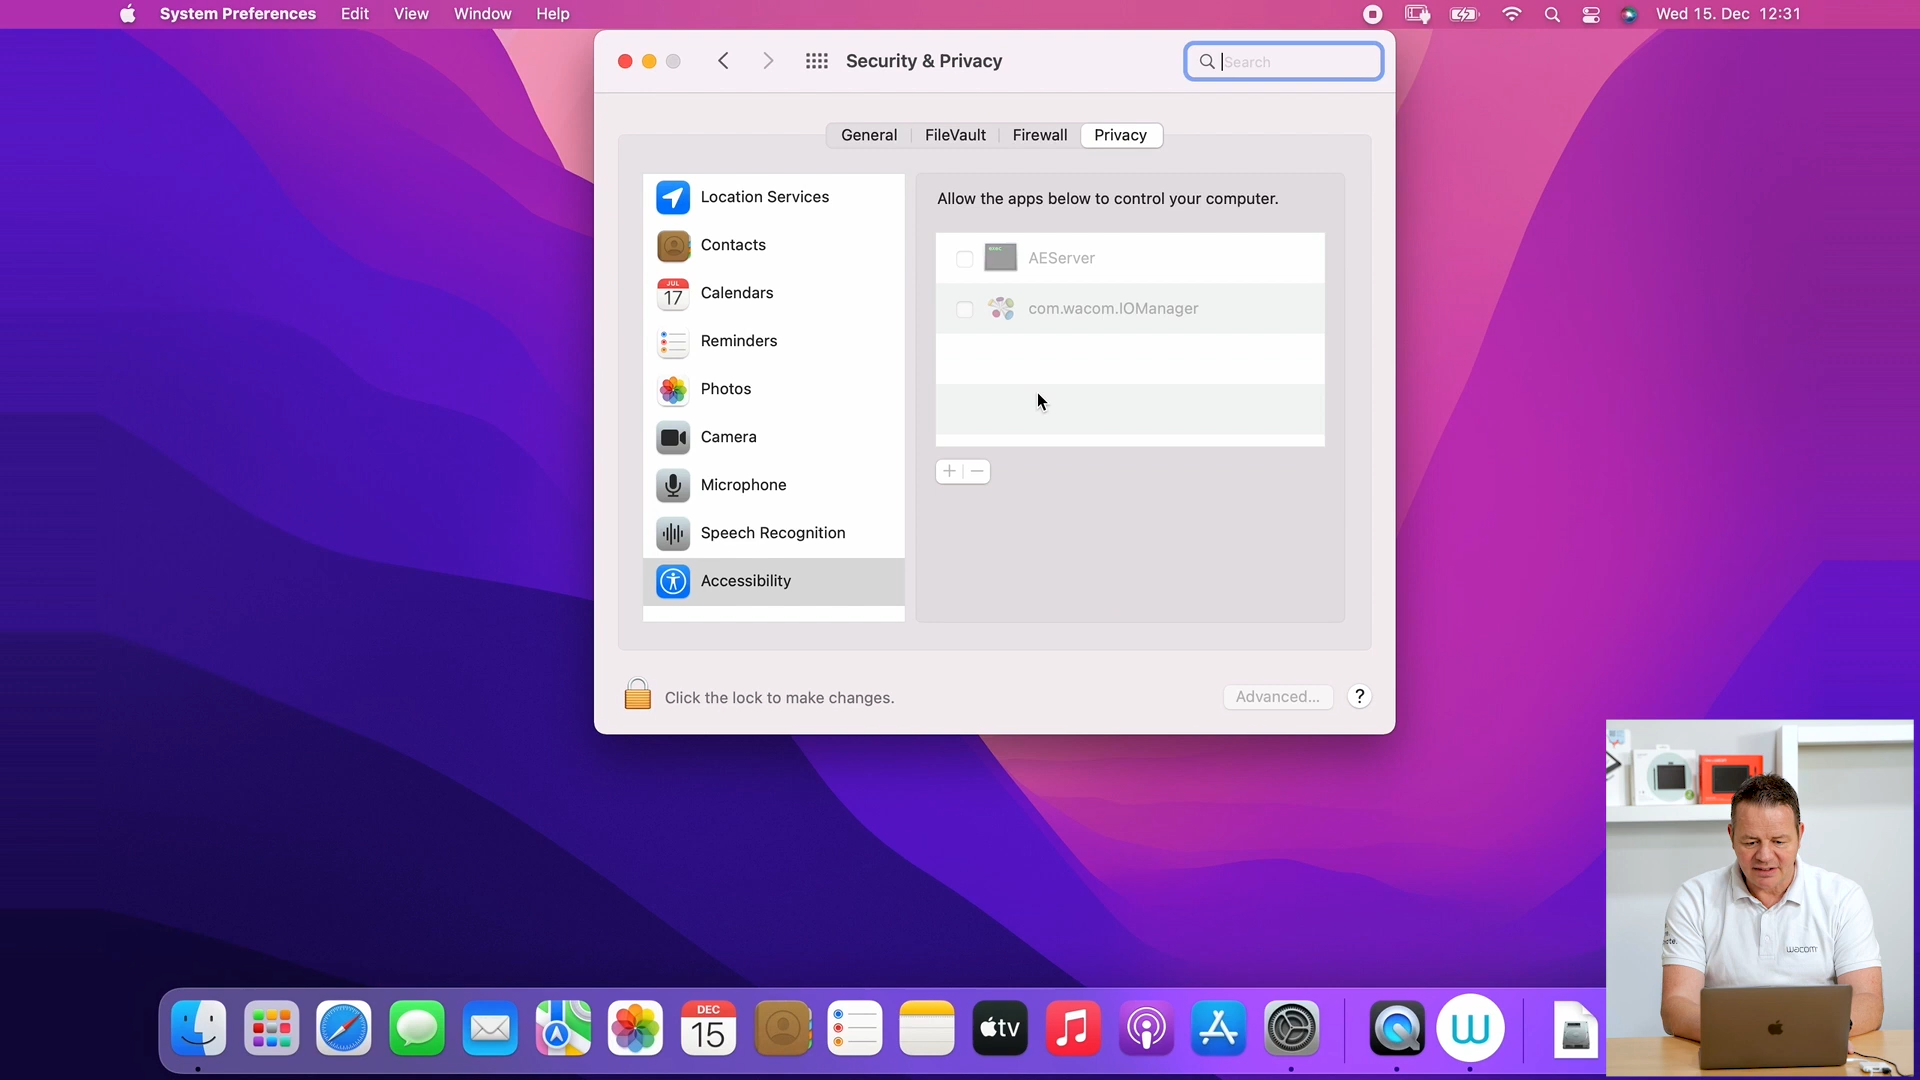 System Preferences Edit View Window Help Wed 15. Dec 12:31
Security & Privacy
Search
General FileVault Firewall Privacy
Location Services
Contacts
JUL
17
Calendars
Reminders
Photos
Camera
Microphone
Speech Recognition
Accessibility
Allow the apps below to control your computer.
exec
AEServer
com.wacom.IOManager
+ −
Click the lock to make changes.
Advanced... ?
wacom
DEC
15
tv
W